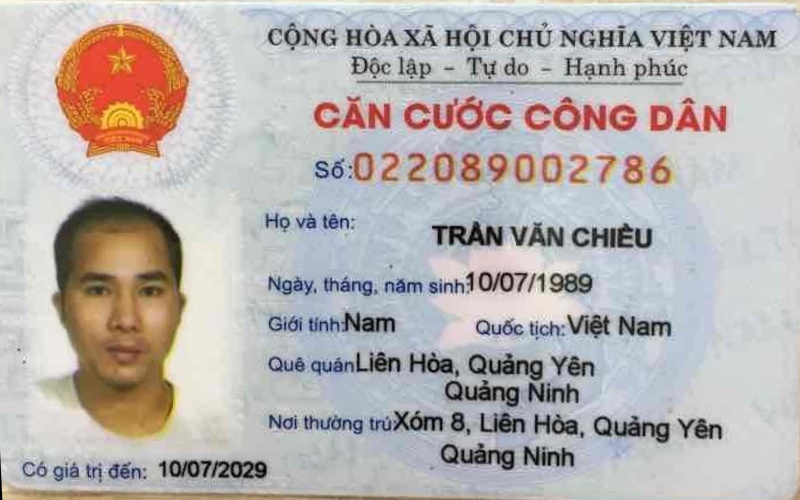 CỘNG HÒA XÃ HỘI CHỦ NGHĨA VIỆT NAM
Độc lập - Tự do - Hạnh phúc
CĂN CƯỚC CÔNG DÂN
Số: 022089002786
Họ và tên:
TRẦN VĂN CHIỀU
Ngày, tháng, năm sinh: 10/07/1989
Giới tính: Nam Quốc tịch: Việt Nam
Quê quán Liên Hòa, Quảng Yên
Quảng Ninh
Nơi thường trú Xóm 8, Liên Hòa, Quảng Yên
Quảng Ninh
Có giá trị đến: 10/07/2029
VIỆT NAM